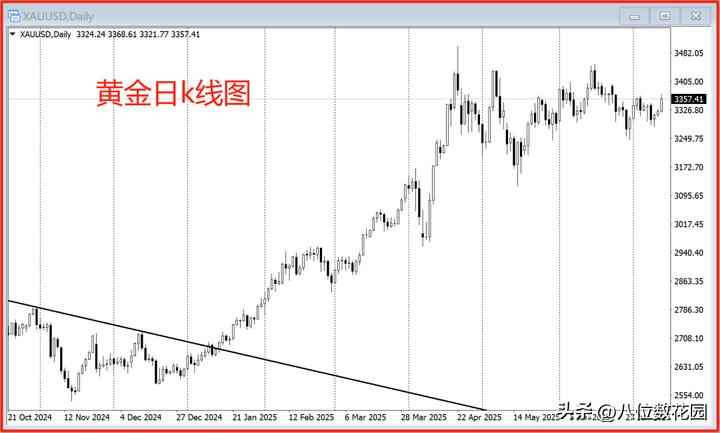 XAUUSD,Daily
XAUUSD,Daily 3324.24 3368.61 3321.77 3357.41
黄金日k线图
3482.05
3405.00
3357.41
3326.80
3249.75
3172.70
3095.65
3017.45
2940.40
2863.35
2786.30
2708.10
2631.05
2554.00
21 Oct 2024 12 Nov 2024 4 Dec 2024 27 Dec 2024 21 Jan 2025 12 Feb 2025 6 Mar 2025 28 Mar 2025 22 Apr 2025 14 May 2025
头条 @八位数花园